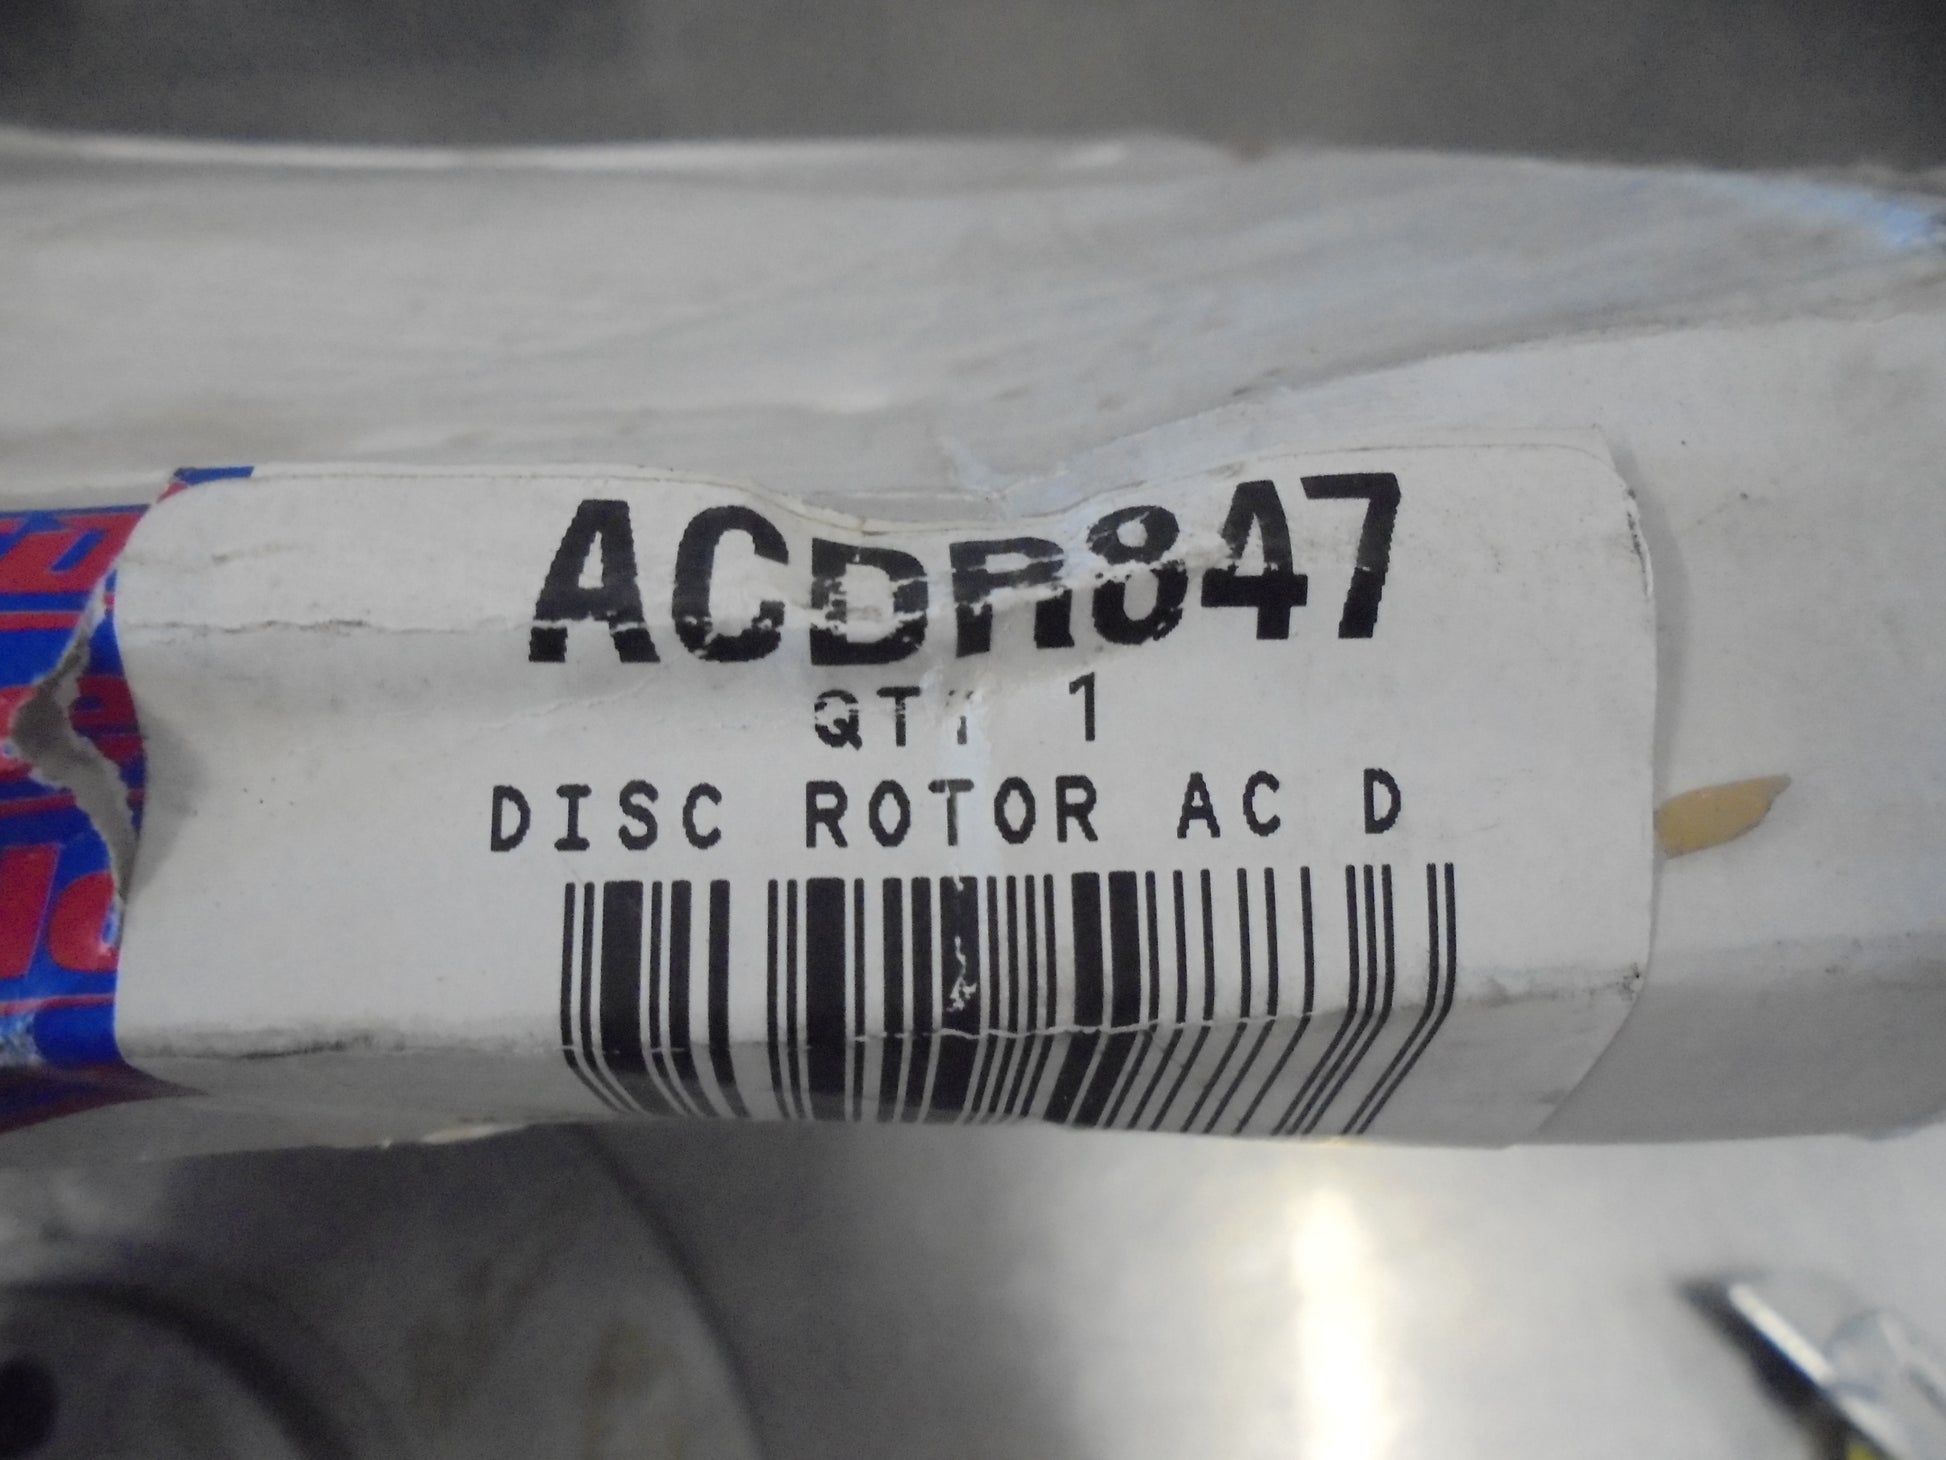 ACDR847
QTY 1
DISC ROTOR AC D